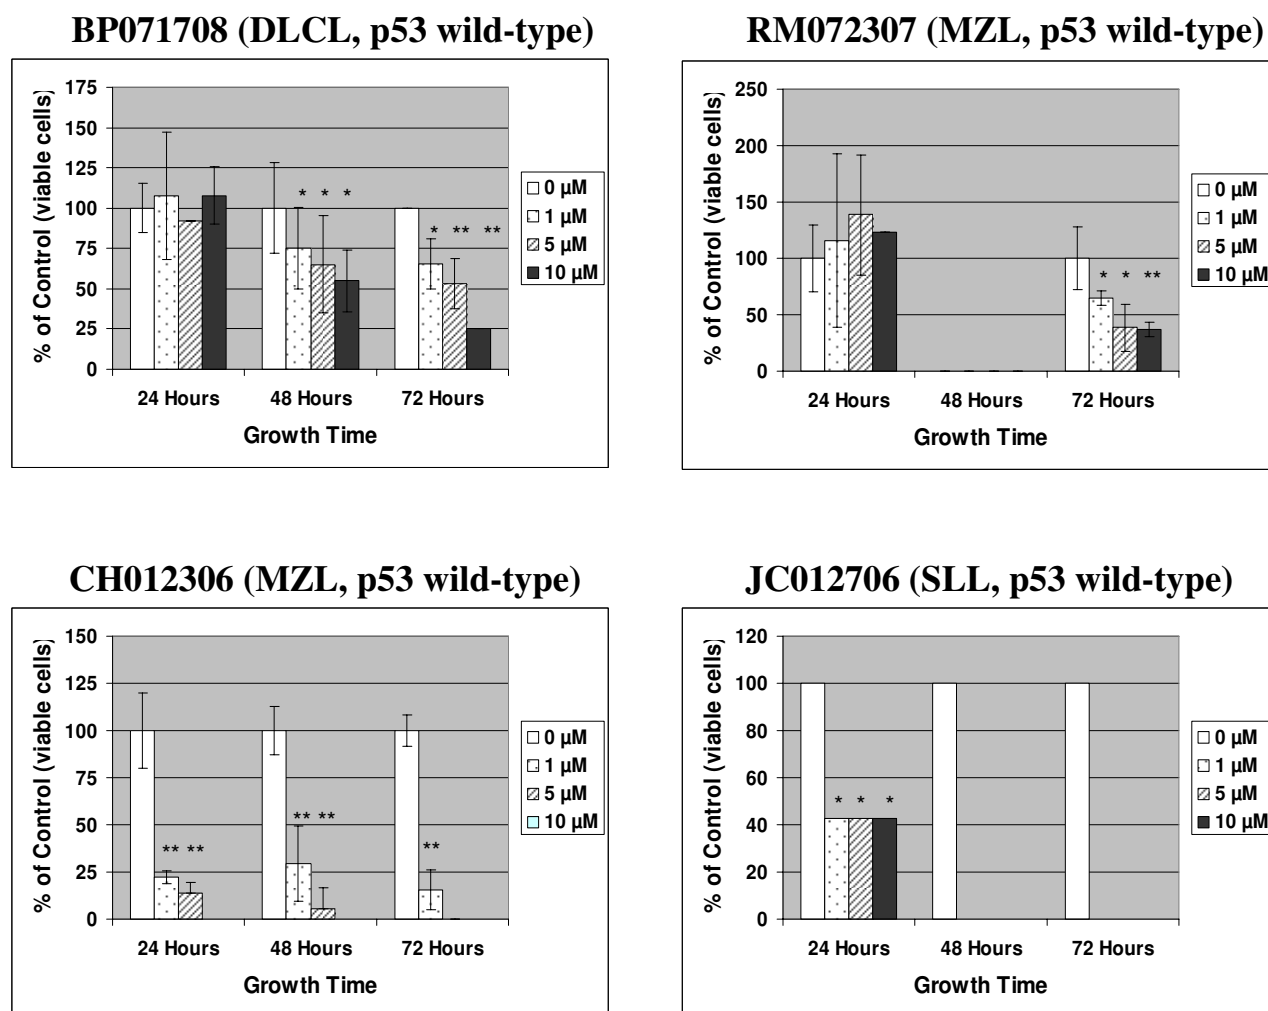 BP071708 (DLCL, p53 wild-type)
% of Control (viable cells)
175
150
125
100
75
50
25
0
* * *
* ** **
24 Hours 48 Hours 72 Hours
Growth Time
0 µM
1 µM
5 µM
10 µM
RM072307 (MZL, p53 wild-type)
% of Control (viable cells)
250
200
150
100
50
0
* * **
24 Hours 48 Hours 72 Hours
Growth Time
0 µM
1 µM
5 µM
10 µM
CH012306 (MZL, p53 wild-type)
% of Control (viable cells)
150
125
100
75
50
25
0
** **
** **
**
24 Hours 48 Hours 72 Hours
Growth Time
0 µM
1 µM
5 µM
10 µM
JC012706 (SLL, p53 wild-type)
% of Control (viable cells)
120
100
80
60
40
20
0
* * *
24 Hours 48 Hours 72 Hours
Growth Time
0 µM
1 µM
5 µM
10 µM